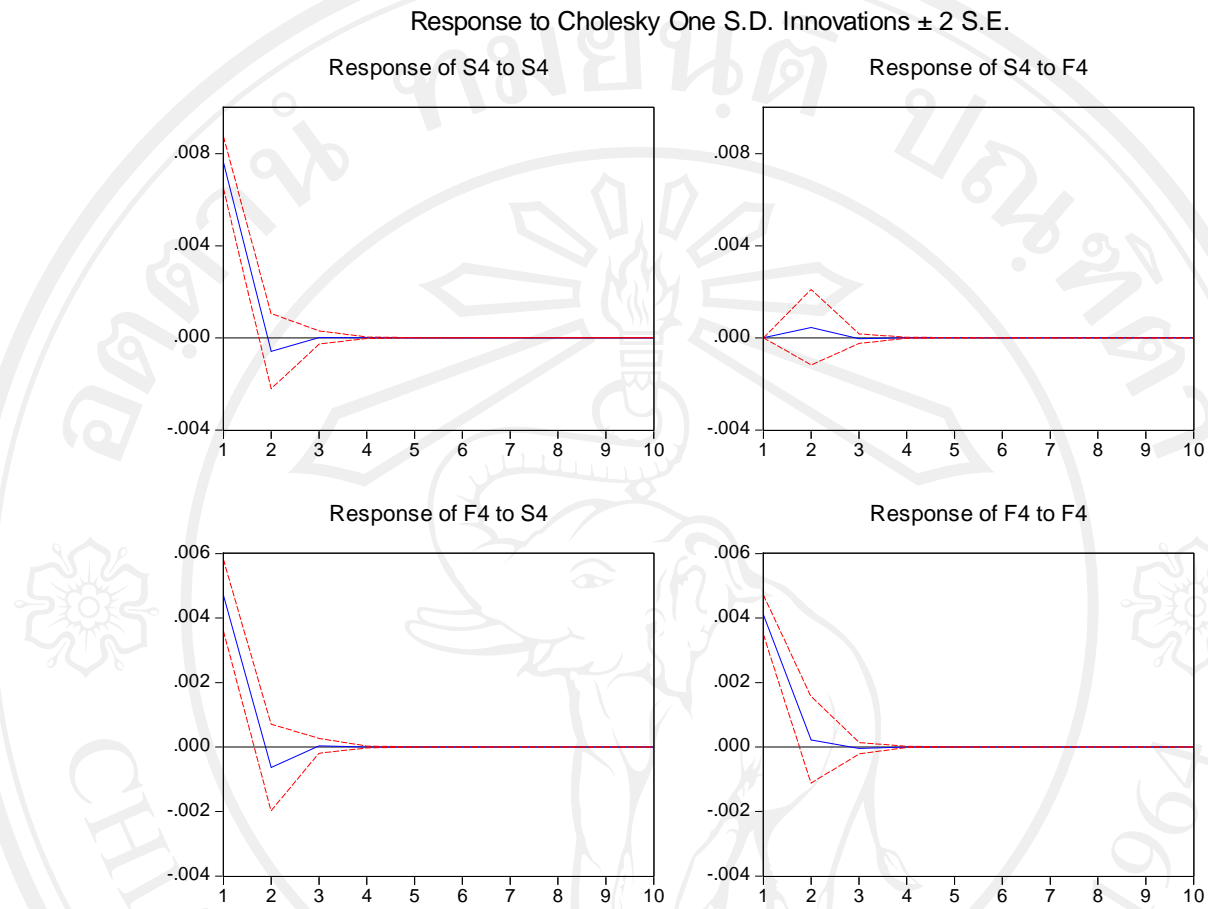 Response to Cholesky One S.D. Innovations ± 2 S.E.
Response of S4 to S4
.008
.004
.000
-.004
1 2 3 4 5 6 7 8 9 10
Response of S4 to F4
.008
.004
.000
-.004
1 2 3 4 5 6 7 8 9 10
Response of F4 to S4
.006
.004
.002
.000
-.002
-.004
1 2 3 4 5 6 7 8 9 10
Response of F4 to F4
.006
.004
.002
.000
-.002
-.004
1 2 3 4 5 6 7 8 9 10